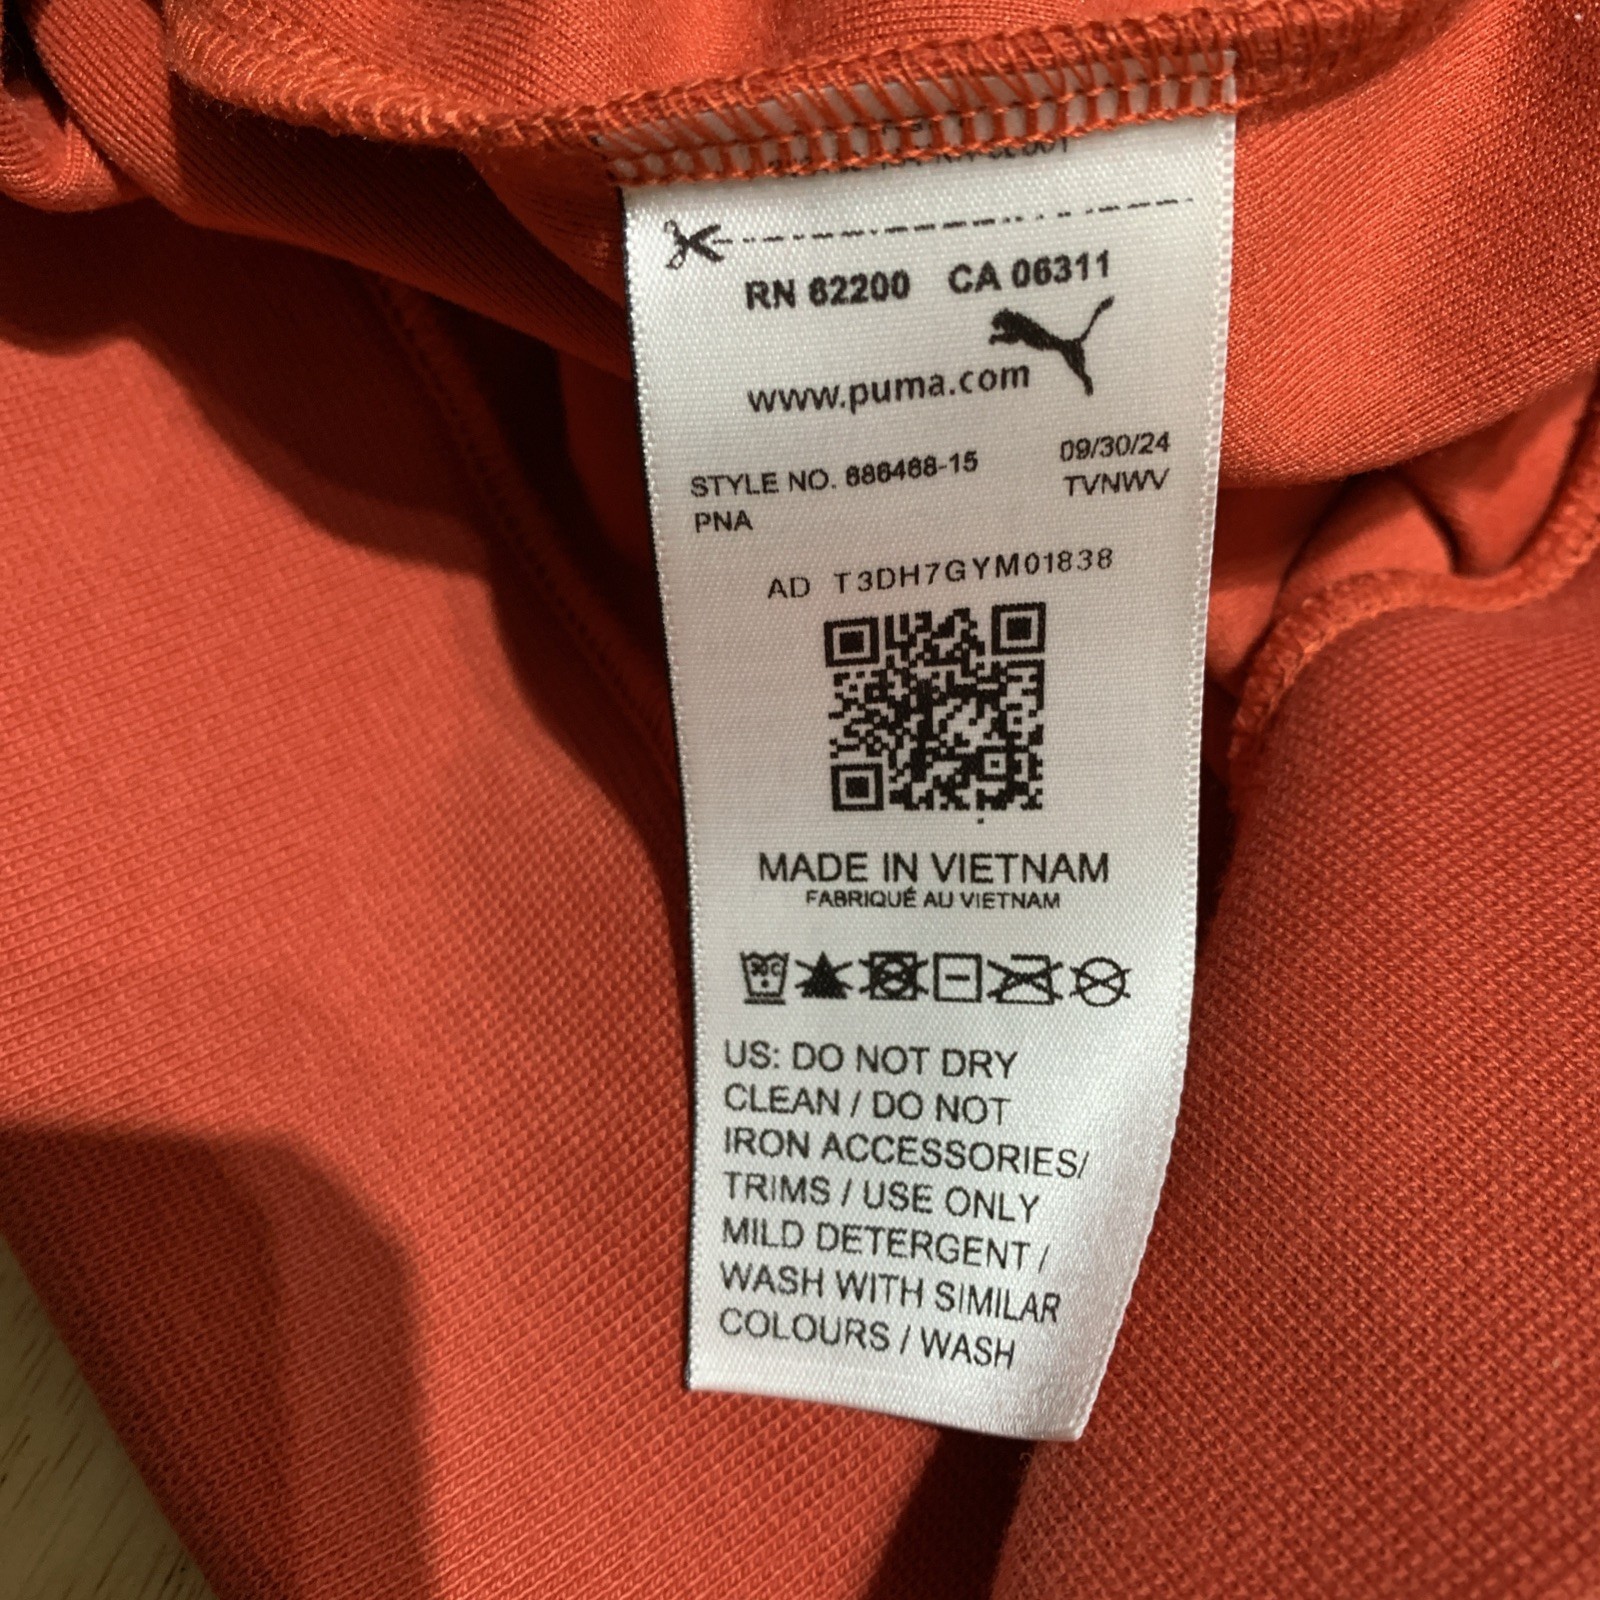 RN 62200 CA 06311
www.puma.com
STYLE NO. 686468-15 09/30/24
PNA TVNWV
AD T3DH7GYM01838
MADE IN VIETNAM
FABRIQUÉ AU VIETNAM
30C
US: DO NOT DRY
CLEAN / DO NOT
IRON ACCESSORIES/
TRIMS / USE ONLY
MILD DETERGENT /
WASH WITH SIMILAR
COLOURS / WASH